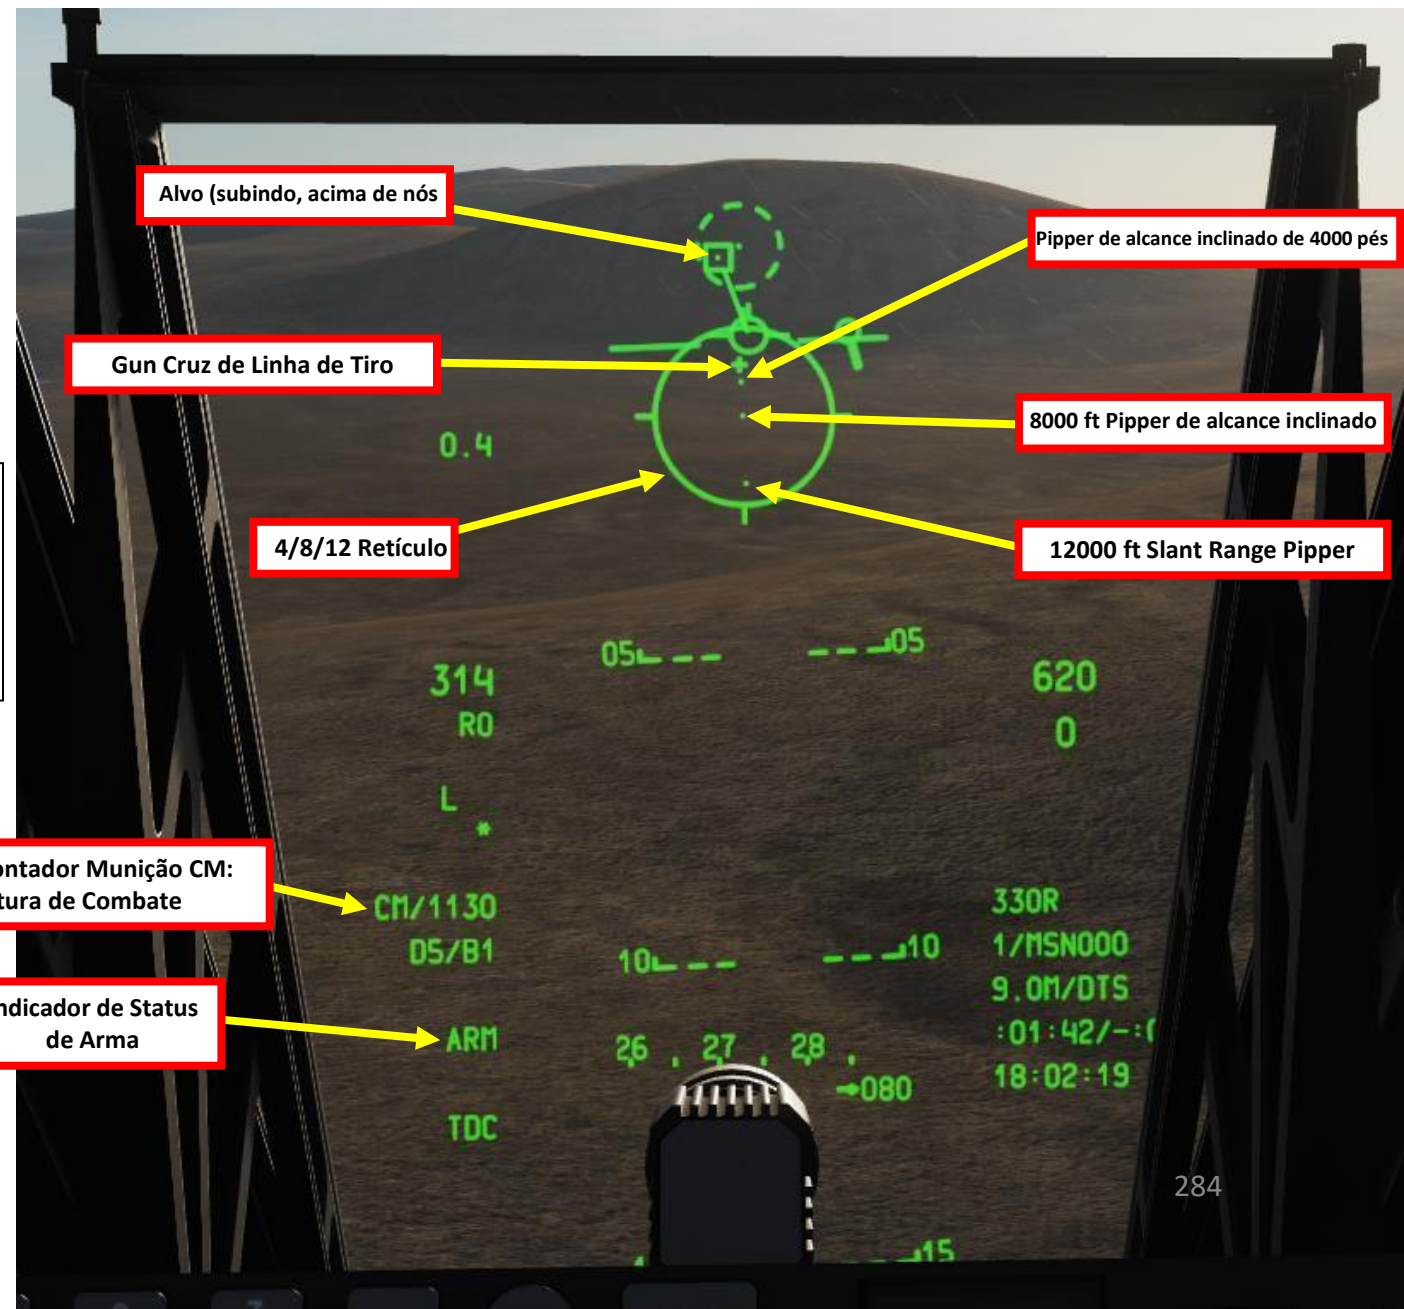 Alvo (subindo, acima de nós
Pipper de alcance inclinado de 4000 pés
Gun Cruz de Linha de Tiro
8000 ft Pipper de alcance inclinado
0.4
4/8/12 Retículo
12000 ft Slant Range Pipper
05 05
314 620
R0 0
L
*
ontador Munição CM:
tura de Combate
CM/1130 330R
D5/B1 10 10 1/MSN000
9.0M/DTS
ndicador de Status
de Arma
ARM 26 . 27 . 28 . :01:42/-:0
→080 18:02:19
TDC
284
15